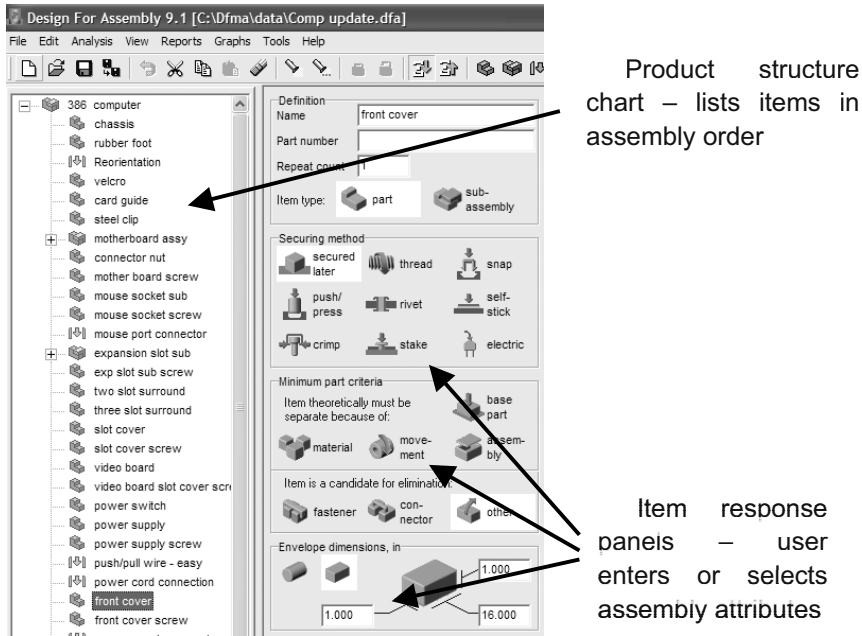 Design For Assembly 9.1 [C:\Dfma\data\Comp update.dfa]
File Edit Analysis View Reports Graphs Tools Help
386 computer
chassis
rubber foot
Reorientation
velcro
card guide
steel clip
motherboard assy
connector nut
mother board screw
mouse socket sub
mouse socket screw
mouse port connector
expansion slot sub
exp slot sub screw
two slot surround
three slot surround
slot cover
slot cover screw
video board
video board slot cover scre
power switch
power supply
power supply screw
push/pull wire - easy
power cord connection
front cover
front cover screw
Definition
Name front cover
Part number
Repeat count 1
Item type: part sub-
assembly
Securing method
secured
later
thread
snap
push/
press
rivet
self-
stick
crimp
stake
electric
Minimum part criteria
Item theoretically must be
separate because of:
base
part
material
move-
ment
assem-
bly
Item is a candidate for elimination:
fastener
con-
nector
other
Envelope dimensions, in
1.000
1.000
16.000
Product structure
chart – lists items in
assembly order
Item response
panels – user
enters or selects
assembly attributes